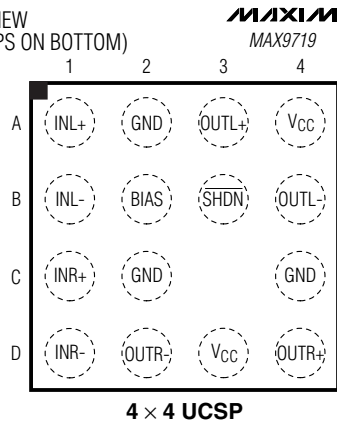 EW
PS ON BOTTOM)
MAXIM
MAX9719
1 2 3 4
A INL+ GND OUTL+ VCC
B INL- BIAS SHDN OUTL-
C INR+ GND GND
D INR- OUTR- VCC OUTR+
4 × 4 UCSP